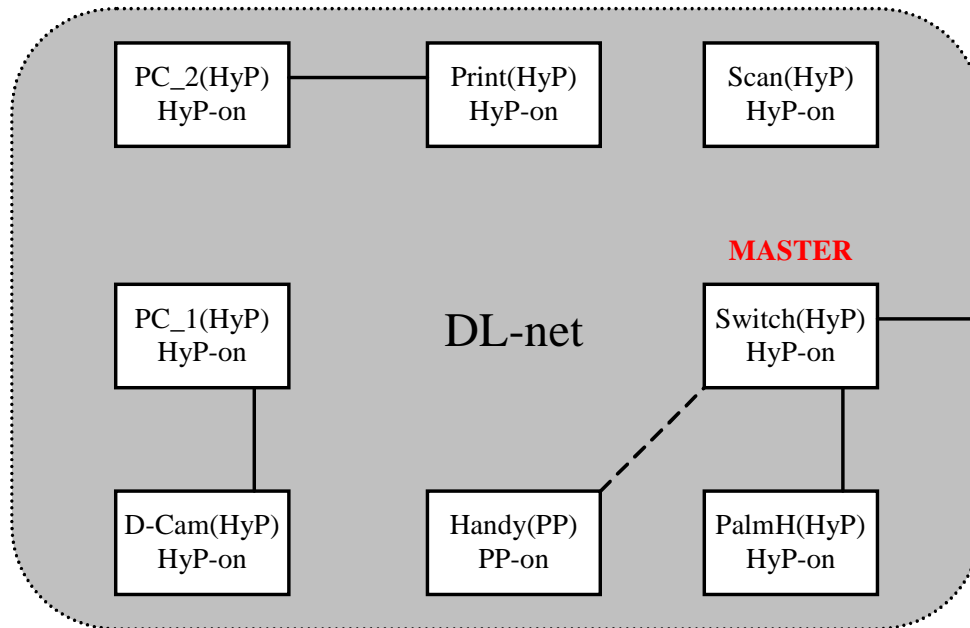 PC_2(HyP)
HyP-on
Print(HyP)
HyP-on
Scan(HyP)
HyP-on
MASTER
PC_1(HyP)
HyP-on
DL-net
Switch(HyP)
HyP-on
D-Cam(HyP)
HyP-on
Handy(PP)
PP-on
PalmH(HyP)
HyP-on